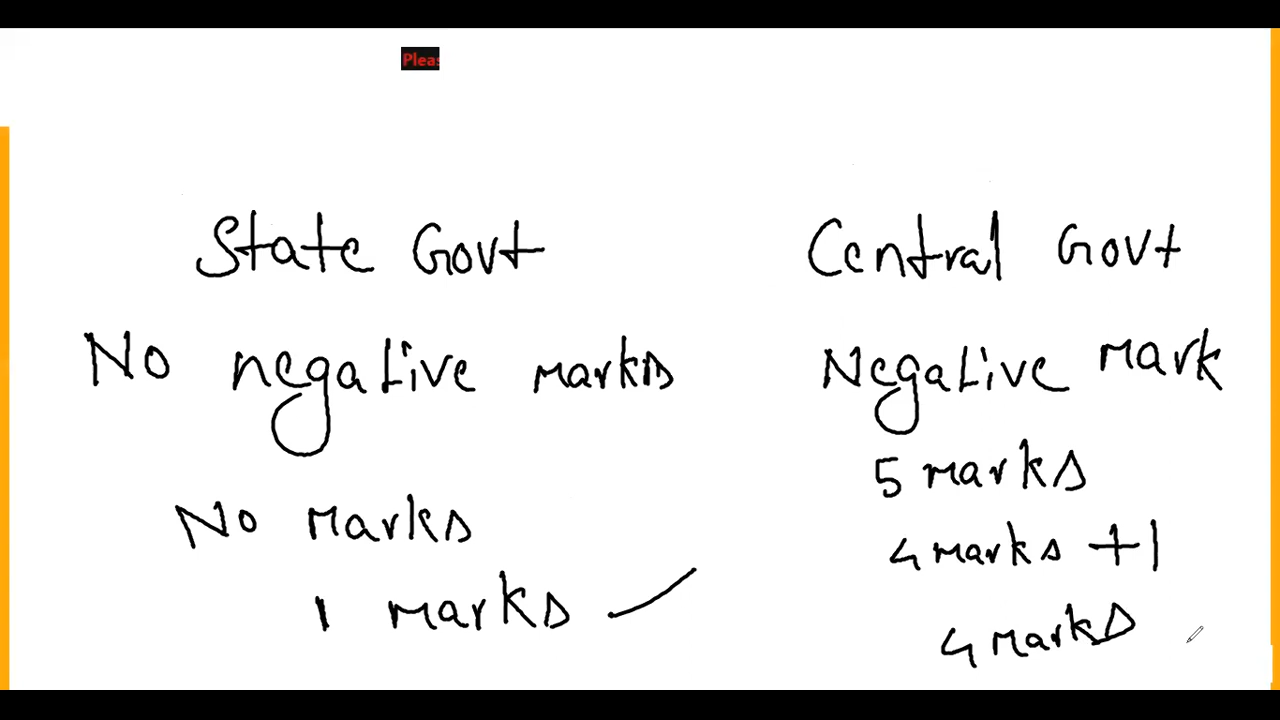 Pleas
State Govt
Central Govt
No negative marks
Negative mark
5 marks
No marks
4 marks +1
1 marks
4 marks